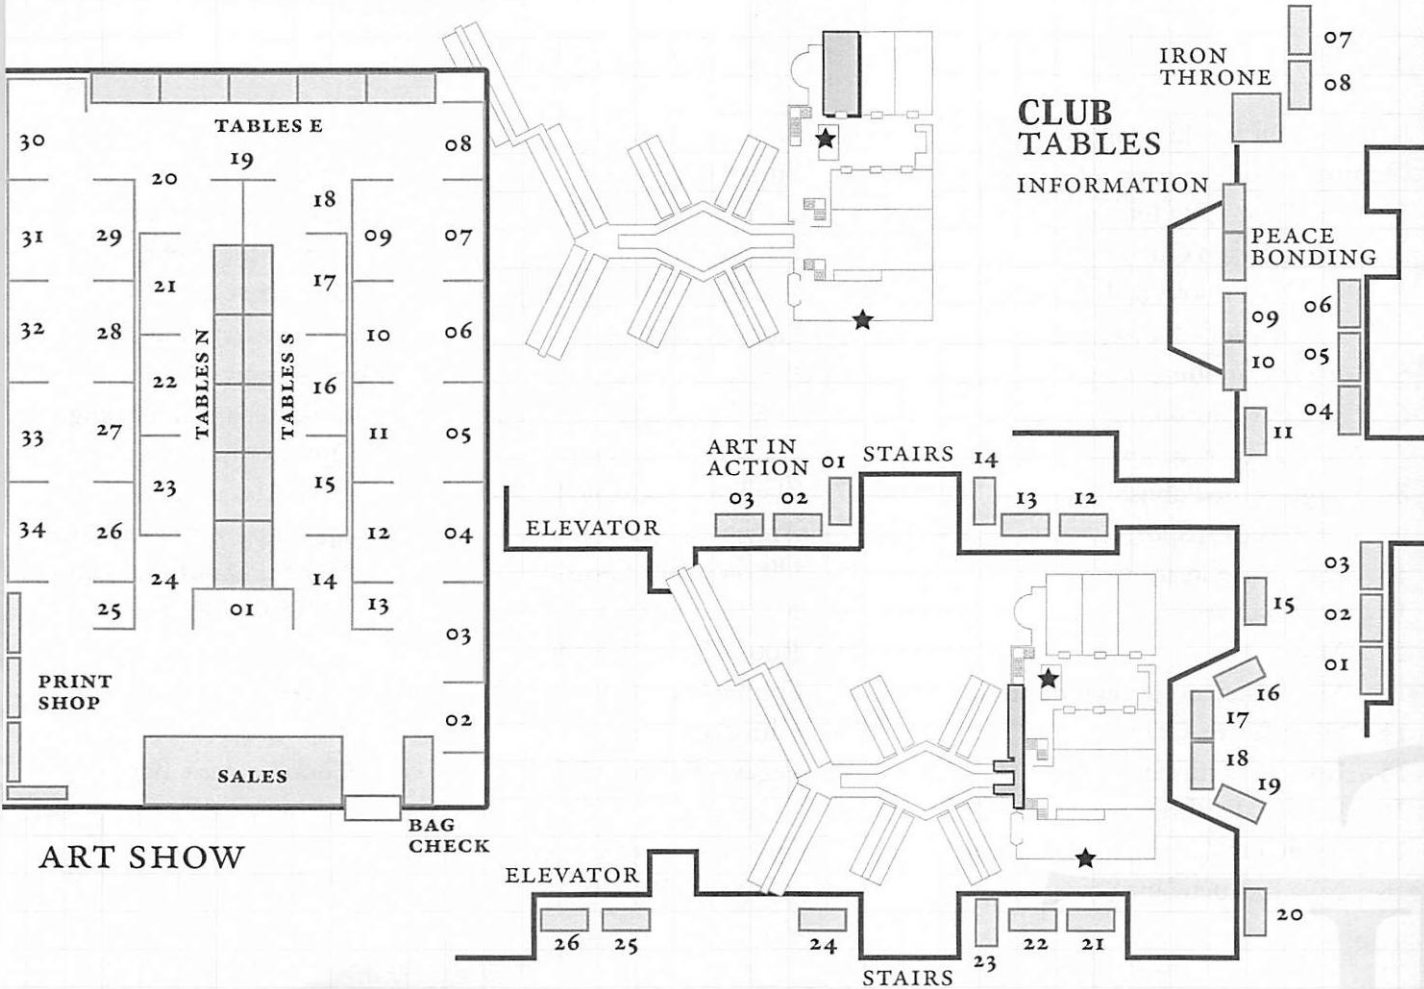 TABLES E
30
31
32
33
34
20
19
18
08
29
28
27
26
25
21
22
23
24
TABLES N
TABLES S
17
16
15
14
09
10
11
12
13
07
06
05
04
03
02
01
PRINT
SHOP
SALES
BAG
CHECK
ART SHOW
CLUB
TABLES
IRON
THRONE
07
08
INFORMATION
PEACE
BONDING
09
10
11
06
05
04
ART IN
ACTION
01
03
02
STAIRS
14
13
12
ELEVATOR
15
03
02
01
16
17
18
19
20
ELEVATOR
26
25
24
STAIRS
23
22
21